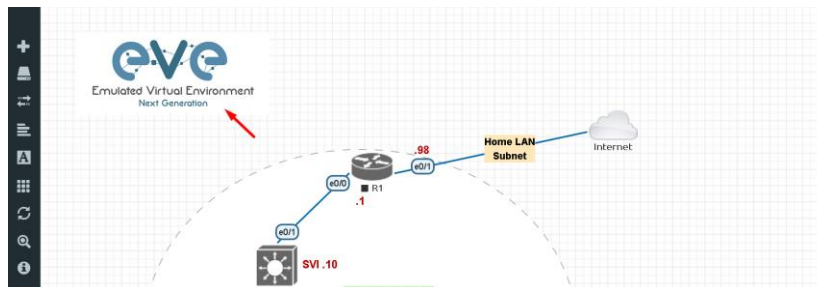 eve
Emulated Virtual Environment
Next Generation
Home LAN
Subnet
Internet
.98
e0/1
e0/0
R1
.1
e0/1
SVI .10